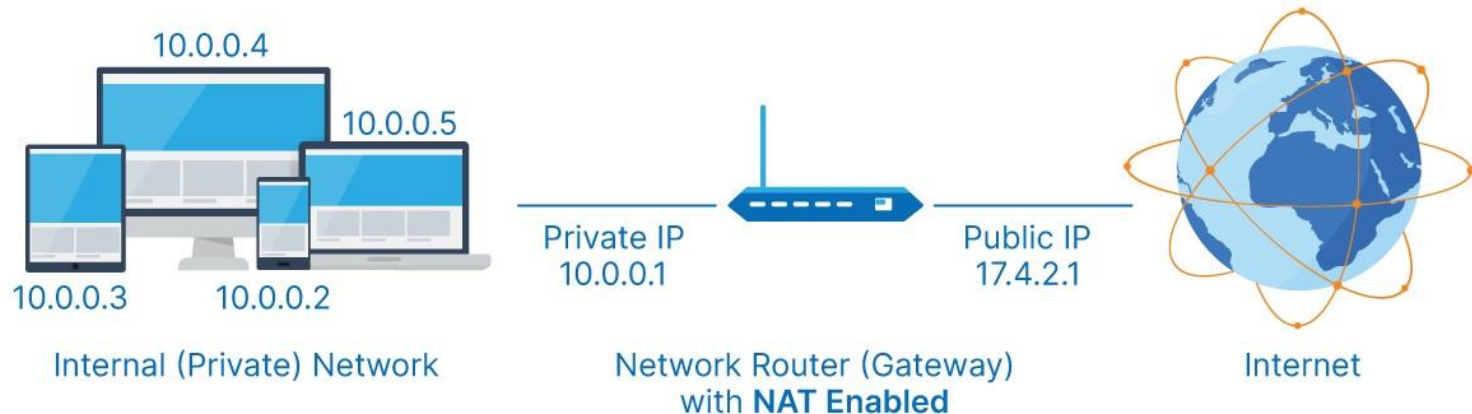 10.0.0.4
10.0.0.5
10.0.0.3
10.0.0.2
Internal (Private) Network
Private IP
10.0.0.1
Public IP
17.4.2.1
Network Router (Gateway)
with NAT Enabled
Internet